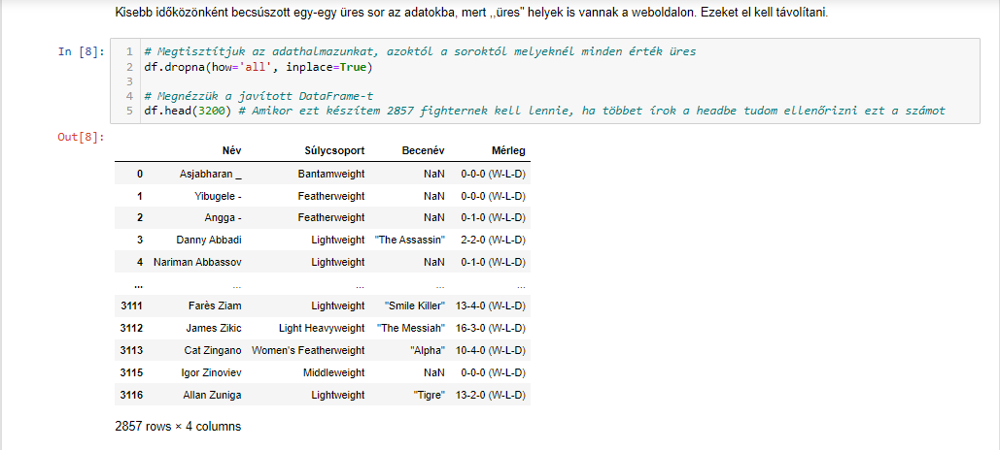 Kisebb időközönként becsúszott egy-egy üres sor az adatokba, mert ,,üres" helyek is vannak a weboldalon. Ezeket el kell távolítani.
In [8]:
1 # Megtisztítjuk az adathalmazunkat, azoktól a soroktól melyeknél minden érték üres
2 df.dropna(how='all', inplace=True)
3
4 # Megnézzük a javított DataFrame-t
5 df.head(3200) # Amikor ezt készítem 2857 fighternek kell lennie, ha többet írok a headbe tudom ellenőrizni ezt a számot
Out[8]:
Név Súlycsoport Becenév Mérleg
0 Asjabharan _ Bantamweight NaN 0-0-0 (W-L-D)
1 Yibugele - Featherweight NaN 0-0-0 (W-L-D)
2 Angga - Featherweight NaN 0-1-0 (W-L-D)
3 Danny Abbadi Lightweight "The Assassin" 2-2-0 (W-L-D)
4 Nariman Abbassov Lightweight NaN 0-1-0 (W-L-D)
... ... ... ... ...
3111 Farès Ziam Lightweight "Smile Killer" 13-4-0 (W-L-D)
3112 James Zikic Light Heavyweight "The Messiah" 16-3-0 (W-L-D)
3113 Cat Zingano Women's Featherweight "Alpha" 10-4-0 (W-L-D)
3115 Igor Zinoviev Middleweight NaN 0-0-0 (W-L-D)
3116 Allan Zuniga Lightweight "Tigre" 13-2-0 (W-L-D)
2857 rows × 4 columns